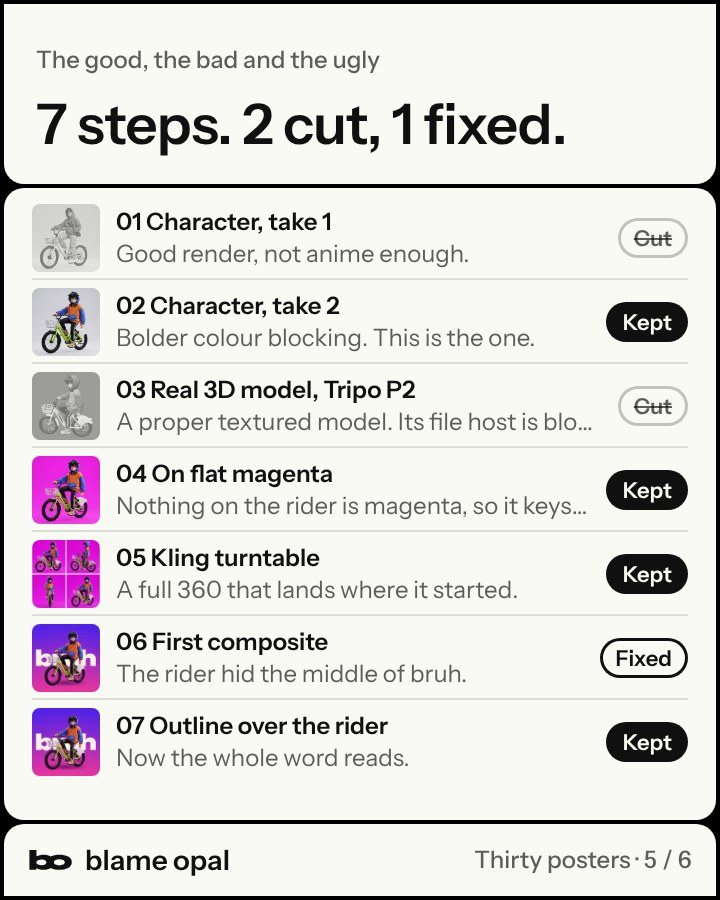 The good, the bad and the ugly
7 steps. 2 cut, 1 fixed.
01 Character, take 1
Good render, not anime enough.
Cut
02 Character, take 2
Bolder colour blocking. This is the one.
Kept
03 Real 3D model, Tripo P2
A proper textured model. Its file host is blo...
Cut
04 On flat magenta
Nothing on the rider is magenta, so it keys...
Kept
05 Kling turntable
A full 360 that lands where it started.
Kept
06 First composite
The rider hid the middle of bruh.
Fixed
07 Outline over the rider
Now the whole word reads.
Kept
bo blame opal
Thirty posters · 5 / 6